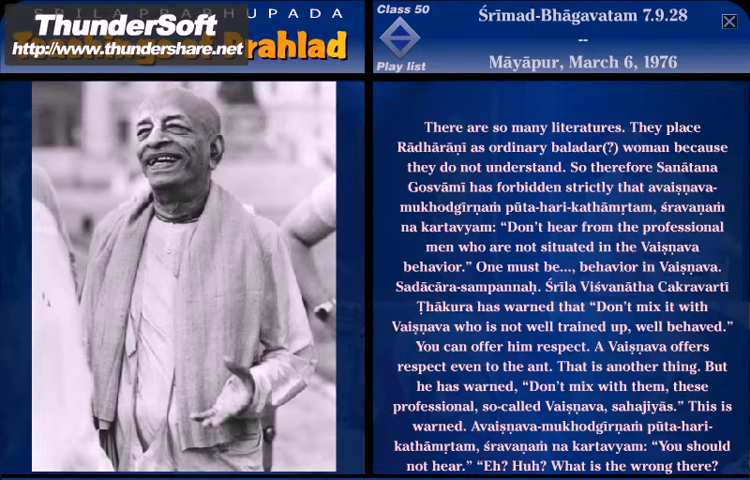 SRILA PRABHUPADA
ThunderSoft
http://www.thundershare.net
Prahlad
Class 50
Play list
Śrīmad-Bhāgavatam 7.9.28
--
Māyāpur, March 6, 1976
There are so many literatures. They place
Rādhārāṇī as ordinary baladar(?) woman because
they do not understand. So therefore Sanātana
Gosvāmī has forbidden strictly that avaiṣṇava-
mukhodgīrṇaṁ pūta-hari-kathāmṛtam, śravaṇaṁ
na kartavyam: “Don’t hear from the professional
men who are not situated in the Vaiṣṇava
behavior.” One must be..., behavior in Vaiṣṇava.
Sadācāra-sampannaḥ. Śrīla Viśvanātha Cakravartī
Ṭhākura has warned that “Don’t mix it with
Vaiṣṇava who is not well trained up, well behaved.”
You can offer him respect. A Vaiṣṇava offers
respect even to the ant. That is another thing. But
he has warned, “Don’t mix with them, these
professional, so-called Vaiṣṇava, sahajiyās.” This is
warned. Avaiṣṇava-mukhodgīrṇaṁ pūta-hari-
kathāmṛtam, śravaṇaṁ na kartavyam: “You should
not hear.” “Eh? Huh? What is the wrong there?